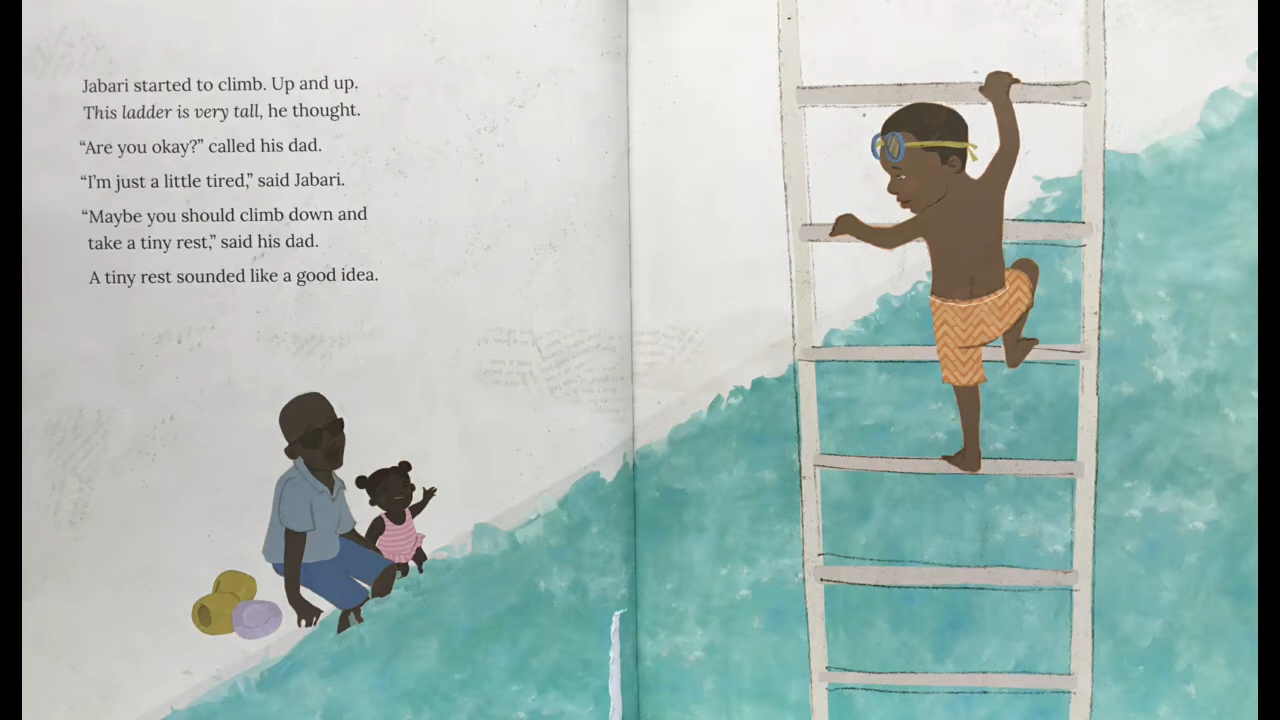 Jabari started to climb. Up and up.
This ladder is very tall, he thought.
“Are you okay?” called his dad.
“I’m just a little tired,” said Jabari.
“Maybe you should climb down and
take a tiny rest,” said his dad.
A tiny rest sounded like a good idea.